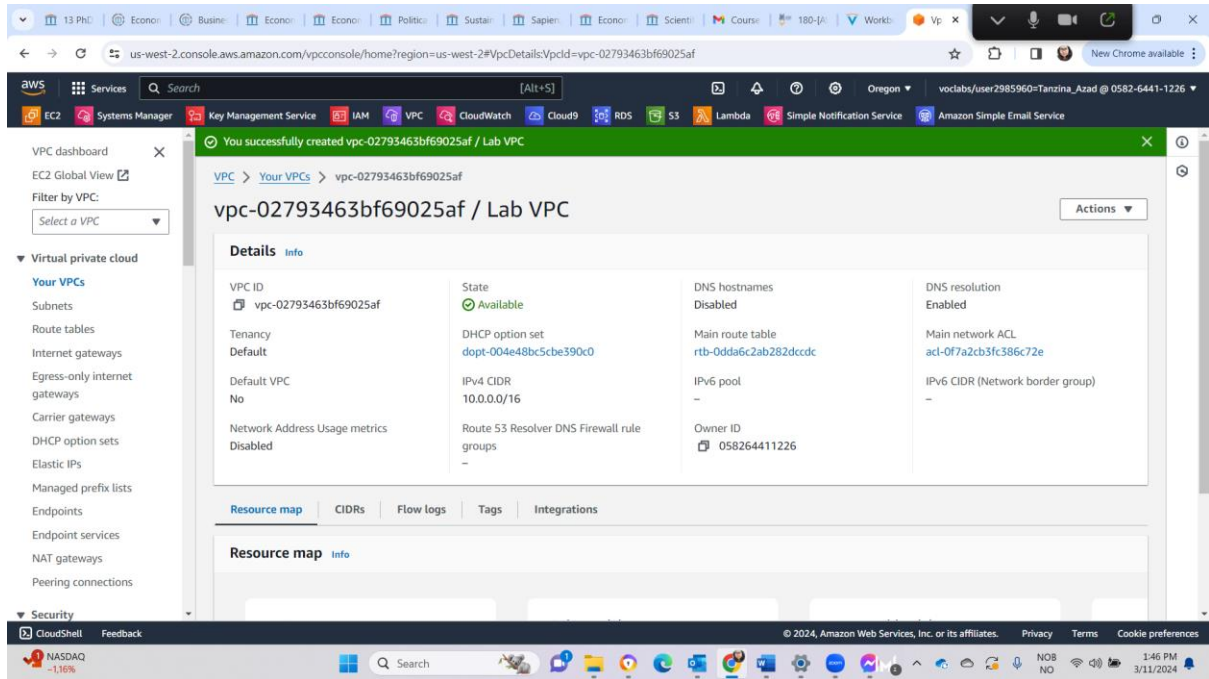 13 PhD
Econon
Busine
Econor
Econor
Politica
Sustain
Sapien
Econor
Scienti
Course
180-[A
Workb
Vp
us-west-2.console.aws.amazon.com/vpcconsole/home?region=us-west-2#VpcDetails:VpcId=vpc-02793463bf69025af
New Chrome available
aws
Services
Search
[Alt+S]
Oregon
voclabs/user2985960=Tanzina_Azad @ 0582-6441-1226
EC2
Systems Manager
Key Management Service
IAM
VPC
CloudWatch
Cloud9
RDS
S3
Lambda
Simple Notification Service
Amazon Simple Email Service
VPC dashboard
EC2 Global View
Filter by VPC:
Select a VPC
Virtual private cloud
Your VPCs
Subnets
Route tables
Internet gateways
Egress-only internet
gateways
Carrier gateways
DHCP option sets
Elastic IPs
Managed prefix lists
Endpoints
Endpoint services
NAT gateways
Peering connections
Security
You successfully created vpc-02793463bf69025af / Lab VPC
VPC > Your VPCs > vpc-02793463bf69025af
vpc-02793463bf69025af / Lab VPC
Actions
Details Info
VPC ID
vpc-02793463bf69025af
State
Available
DNS hostnames
Disabled
DNS resolution
Enabled
Tenancy
Default
DHCP option set
dopt-004e48bc5cbe390c0
Main route table
rtb-0dda6c2ab282dccdc
Main network ACL
acl-0f7a2cb3fc386c72e
Default VPC
No
IPv4 CIDR
10.0.0.0/16
IPv6 pool
–
IPv6 CIDR (Network border group)
–
Network Address Usage metrics
Disabled
Route 53 Resolver DNS Firewall rule
groups
–
Owner ID
058264411226
Resource map
CIDRs
Flow logs
Tags
Integrations
Resource map Info
CloudShell
Feedback
© 2024, Amazon Web Services, Inc. or its affiliates.
Privacy
Terms
Cookie preferences
NASDAQ
-1,16%
Search
NOB
NO
1:46 PM
3/11/2024